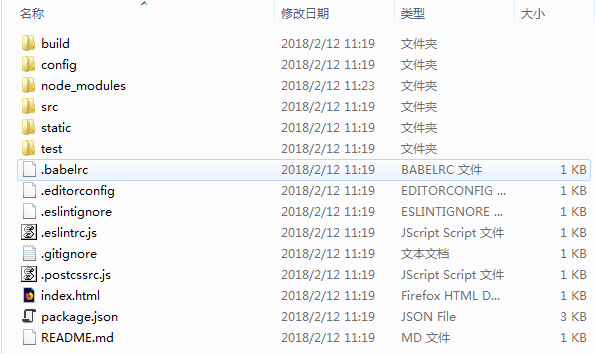 名称 修改日期 类型 大小
build 2018/2/12 11:19 文件夹
config 2018/2/12 11:19 文件夹
node_modules 2018/2/12 11:23 文件夹
src 2018/2/12 11:19 文件夹
static 2018/2/12 11:19 文件夹
test 2018/2/12 11:19 文件夹
.babelrc 2018/2/12 11:19 BABELRC 文件 1 KB
.editorconfig 2018/2/12 11:19 EDITORCONFIG ... 1 KB
.eslintignore 2018/2/12 11:19 ESLINTIGNORE ... 1 KB
.eslintrc.js 2018/2/12 11:19 JScript Script 文件 1 KB
.gitignore 2018/2/12 11:19 文本文档 1 KB
.postcssrc.js 2018/2/12 11:19 JScript Script 文件 1 KB
index.html 2018/2/12 11:19 Firefox HTML D... 1 KB
package.json 2018/2/12 11:19 JSON File 3 KB
README.md 2018/2/12 11:19 MD 文件 1 KB